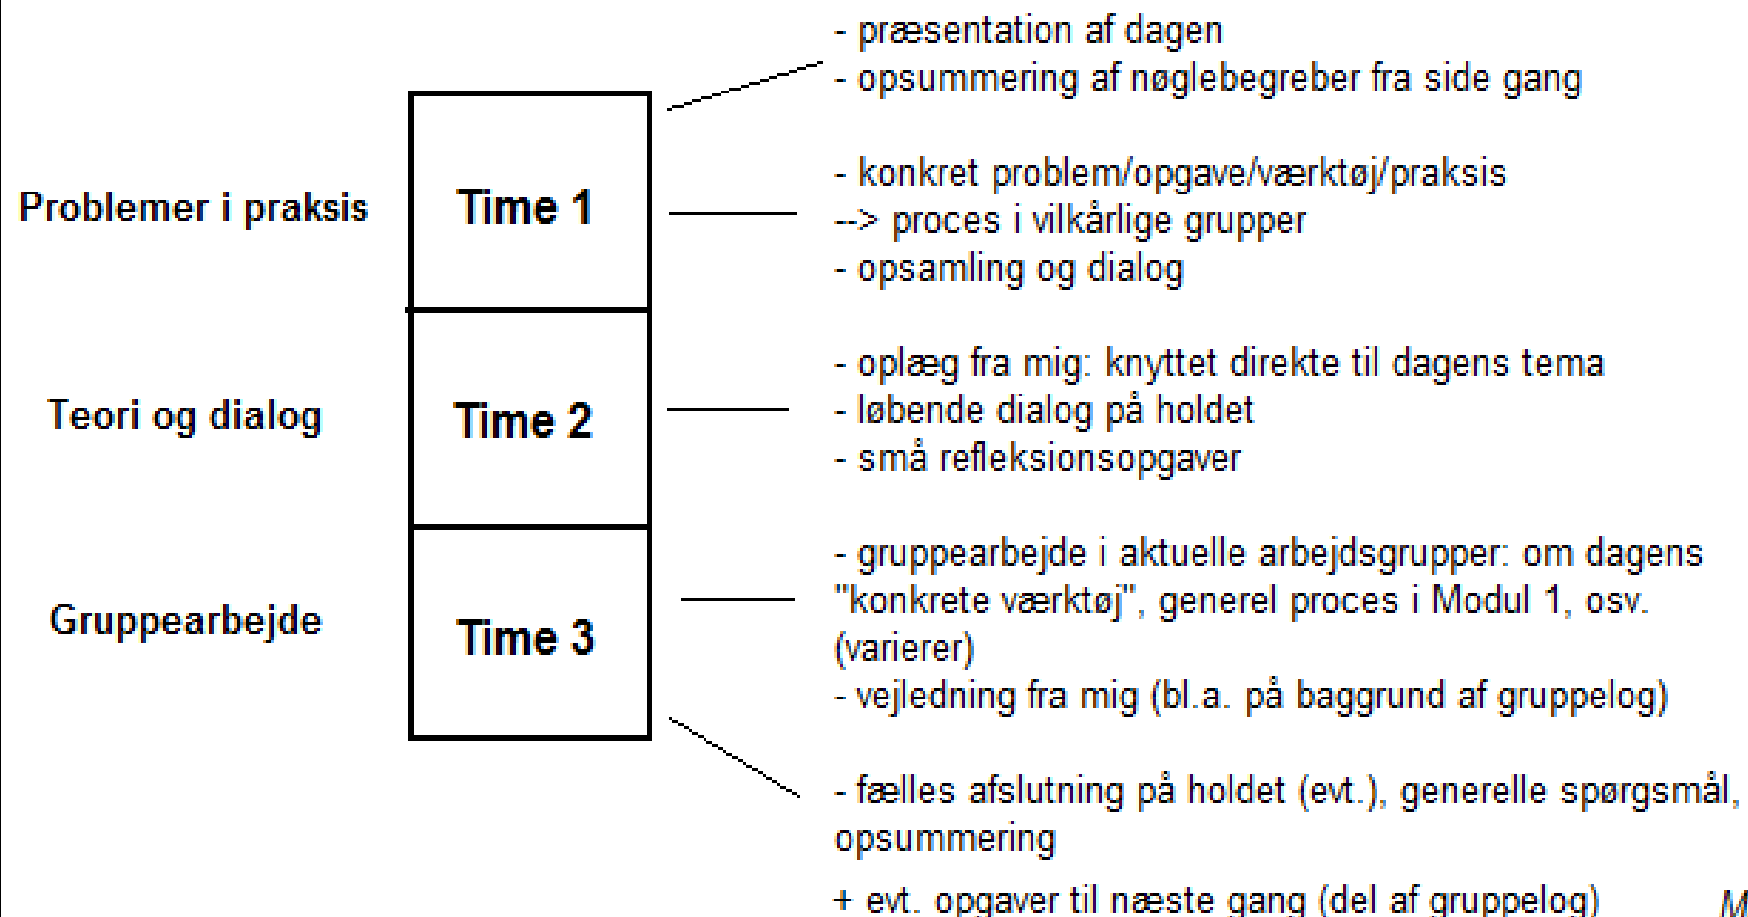 - præsentation af dagen
- opsummering af nøglebegreber fra side gang
Problemer i praksis
Time 1
- konkret problem/opgave/værktøj/praksis
--> proces i vilkårlige grupper
- opsamling og dialog
Teori og dialog
Time 2
- oplæg fra mig: knyttet direkte til dagens tema
- løbende dialog på holdet
- små refleksionsopgaver
Gruppearbejde
Time 3
- gruppearbejde i aktuelle arbejdsgrupper: om dagens
"konkrete værktøj", generel proces i Modul 1, osv.
(varierer)
- vejledning fra mig (bl.a. på baggrund af gruppelog)
- fælles afslutning på holdet (evt.), generelle spørgsmål,
opsummering
+ evt. opgaver til næste gang (del af gruppelog)
M